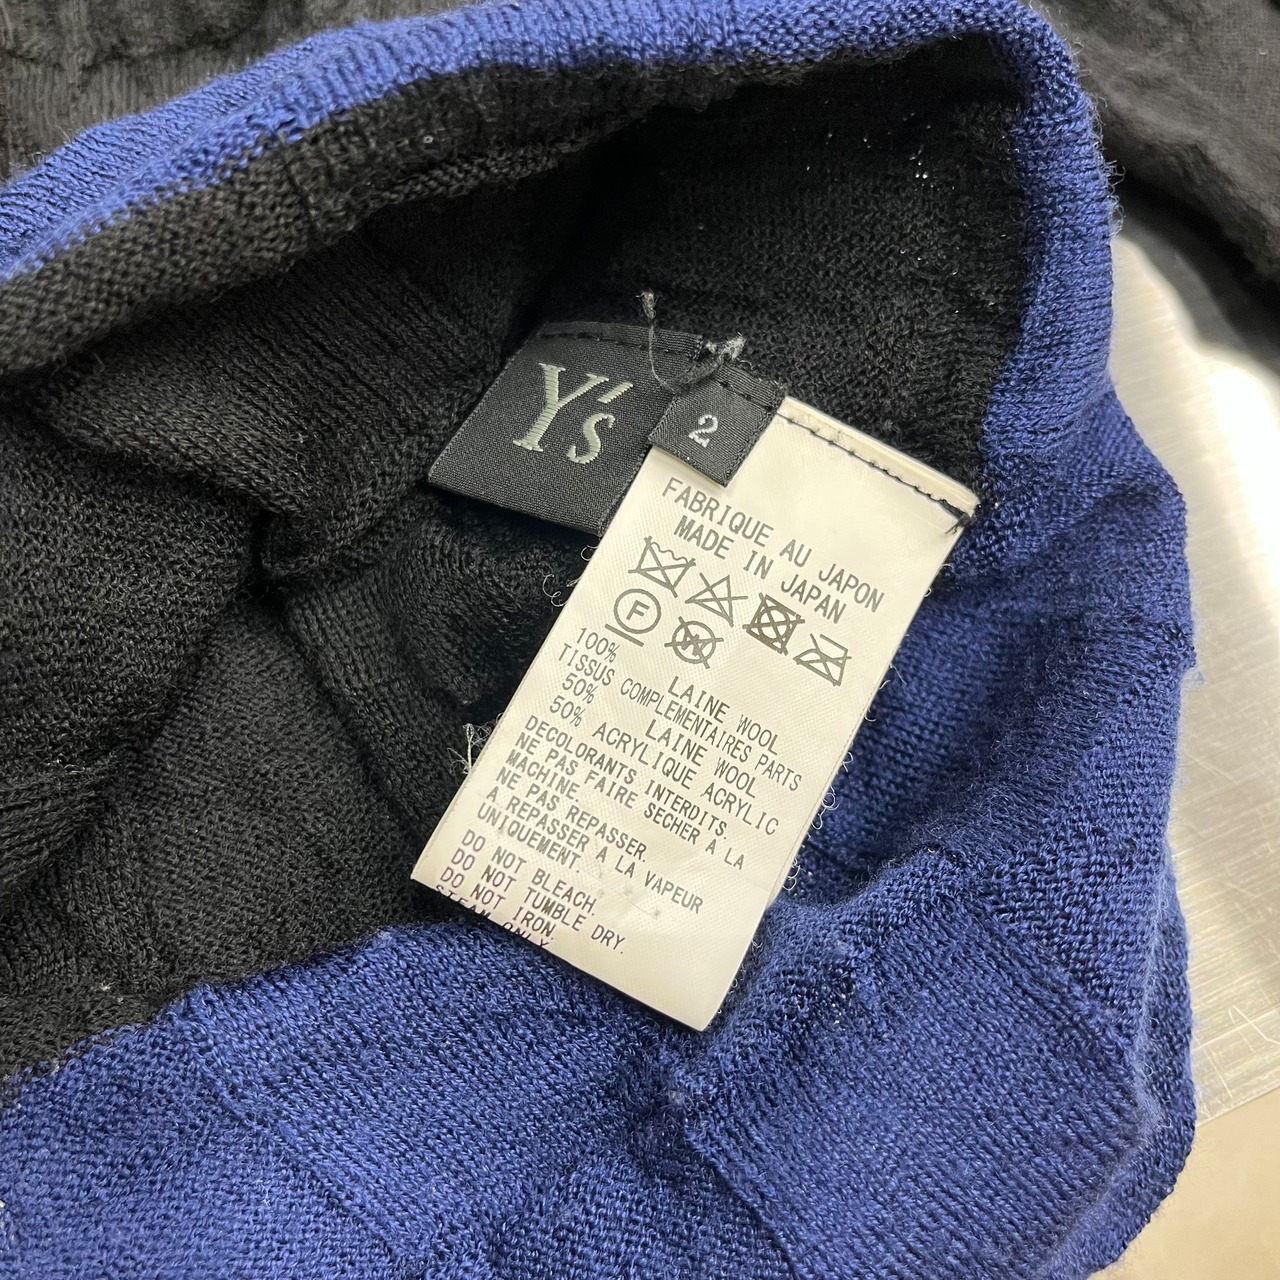 Y's
2
FABRIQUE AU JAPON
MADE IN JAPAN
F
W
100% LAINE WOOL
TISSUS COMPLEMENTAIRES PARTS
50% LAINE WOOL
50% ACRYLIQUE ACRYLIC
DECOLORANTS INTERDITS.
NE PAS FAIRE SECHER A LA
MACHINE.
NE PAS REPASSER.
A REPASSER A LA VAPEUR
UNIQUEMENT.
DO NOT BLEACH.
DO NOT TUMBLE DRY.
DO NOT IRON.
STEAM ONLY